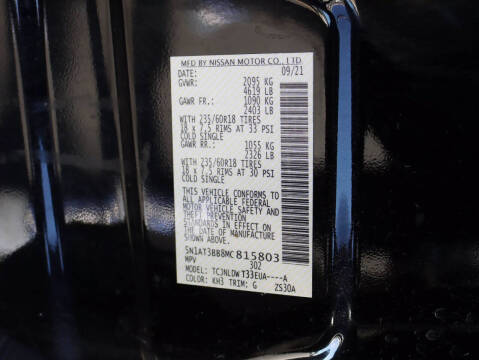 MFD BY NISSAN MOTOR CO., LTD.
DATE: 09/21
GVWR: 2095 KG
4619 LB
GAWR FR.: 1090 KG
2403 LB
WITH 235/60R18 TIRES
18 x 7.5 RIMS AT 33 PSI
COLD SINGLE
GAWR RR.: 1055 KG
2326 LB
WITH 235/60R18 TIRES
18 x 7.5 RIMS AT 30 PSI
COLD SINGLE
THIS VEHICLE CONFORMS TO
ALL APPLICABLE FEDERAL
MOTOR VEHICLE SAFETY AND
THEFT PREVENTION
STANDARDS IN EFFECT ON
THE DATE OF MANUFACTURE
SHOWN ABOVE.
5N1AT3BB8MC815803
MPV 302
MODEL: TCJNLDWT33EUA----A
COLOR: KH3 TRIM: G ZS30A